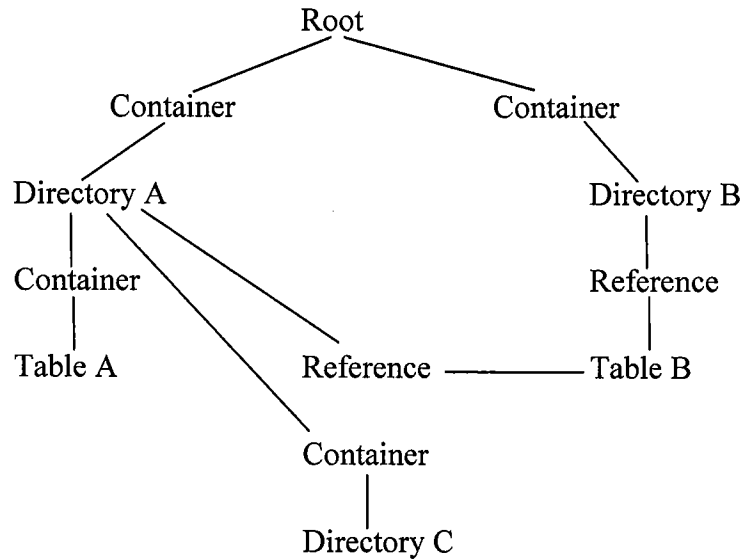 Root
Container Container
Directory A Directory B
Container Reference
Table A Reference Table B
Container
Directory C